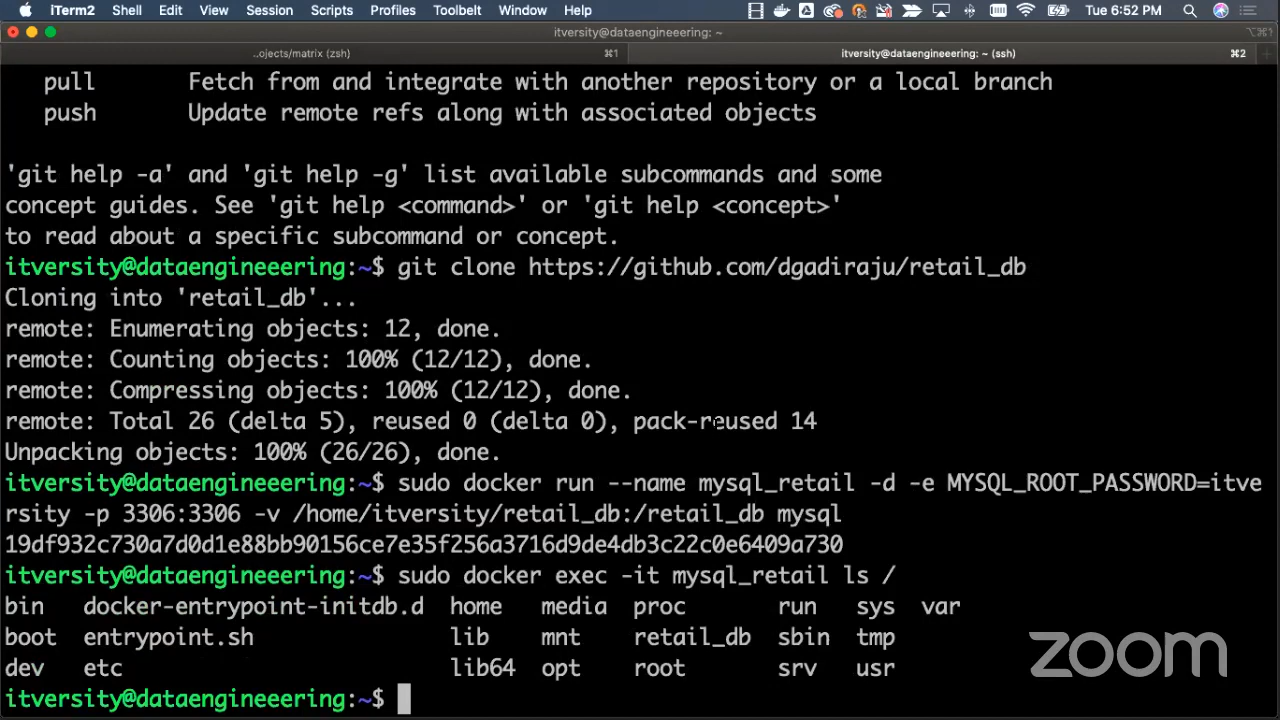 iTerm2 Shell Edit View Session Scripts Profiles Toolbelt Window Help Tue 6:52 PM
itversity@dataengineeering: ~ ⌥⌘1
..ojects/matrix (zsh) ⌘1 itversity@dataengineeering: ~ (ssh) ⌘2
pull Fetch from and integrate with another repository or a local branch
push Update remote refs along with associated objects
'git help -a' and 'git help -g' list available subcommands and some
concept guides. See 'git help <command>' or 'git help <concept>'
to read about a specific subcommand or concept.
itversity@dataengineeering:~$ git clone https://github.com/dgadiraju/retail_db
Cloning into 'retail_db'...
remote: Enumerating objects: 12, done.
remote: Counting objects: 100% (12/12), done.
remote: Compressing objects: 100% (12/12), done.
remote: Total 26 (delta 5), reused 0 (delta 0), pack-reused 14
Unpacking objects: 100% (26/26), done.
itversity@dataengineeering:~$ sudo docker run --name mysql_retail -d -e MYSQL_ROOT_PASSWORD=itve
rsity -p 3306:3306 -v /home/itversity/retail_db:/retail_db mysql
19df932c730a7d0d1e88bb90156ce7e35f256a3716d9de4db3c22c0e6409a730
itversity@dataengineeering:~$ sudo docker exec -it mysql_retail ls /
bin docker-entrypoint-initdb.d home media proc run sys var
boot entrypoint.sh lib mnt retail_db sbin tmp
dev etc lib64 opt root srv usr
itversity@dataengineeering:~$
zoom